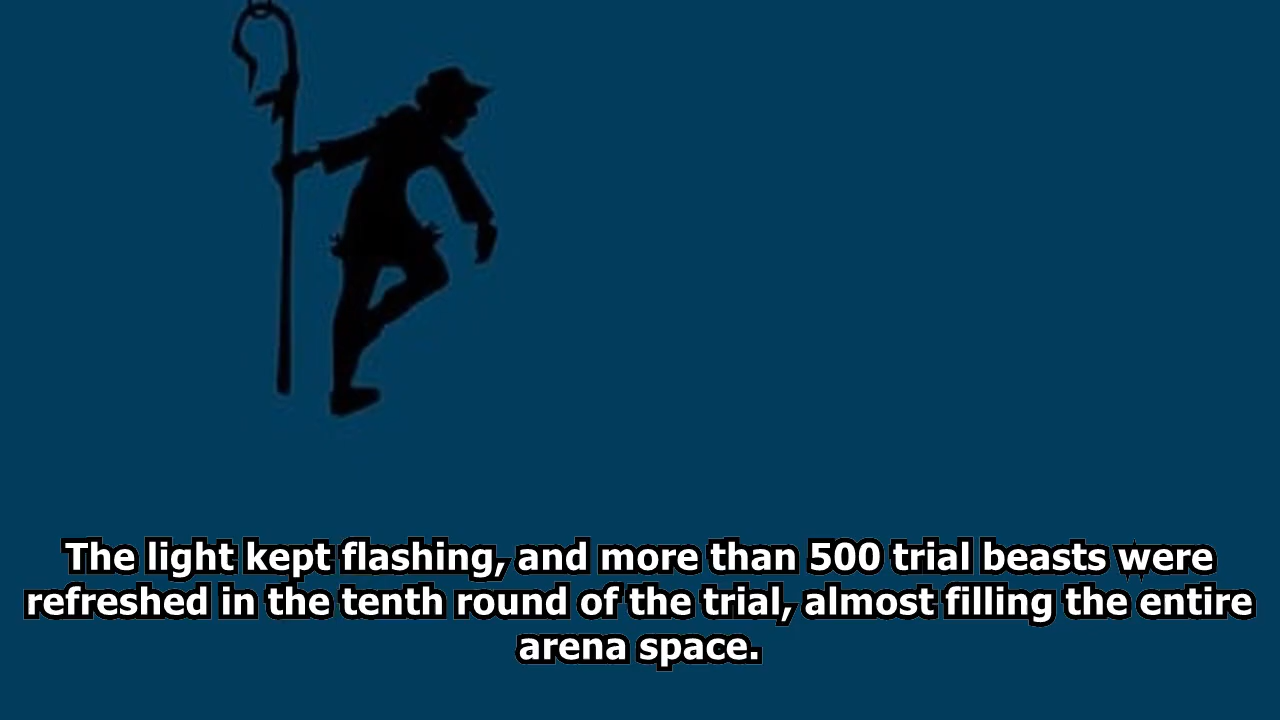 The light kept flashing, and more than 500 trial beasts were
refreshed in the tenth round of the trial, almost filling the entire
arena space.